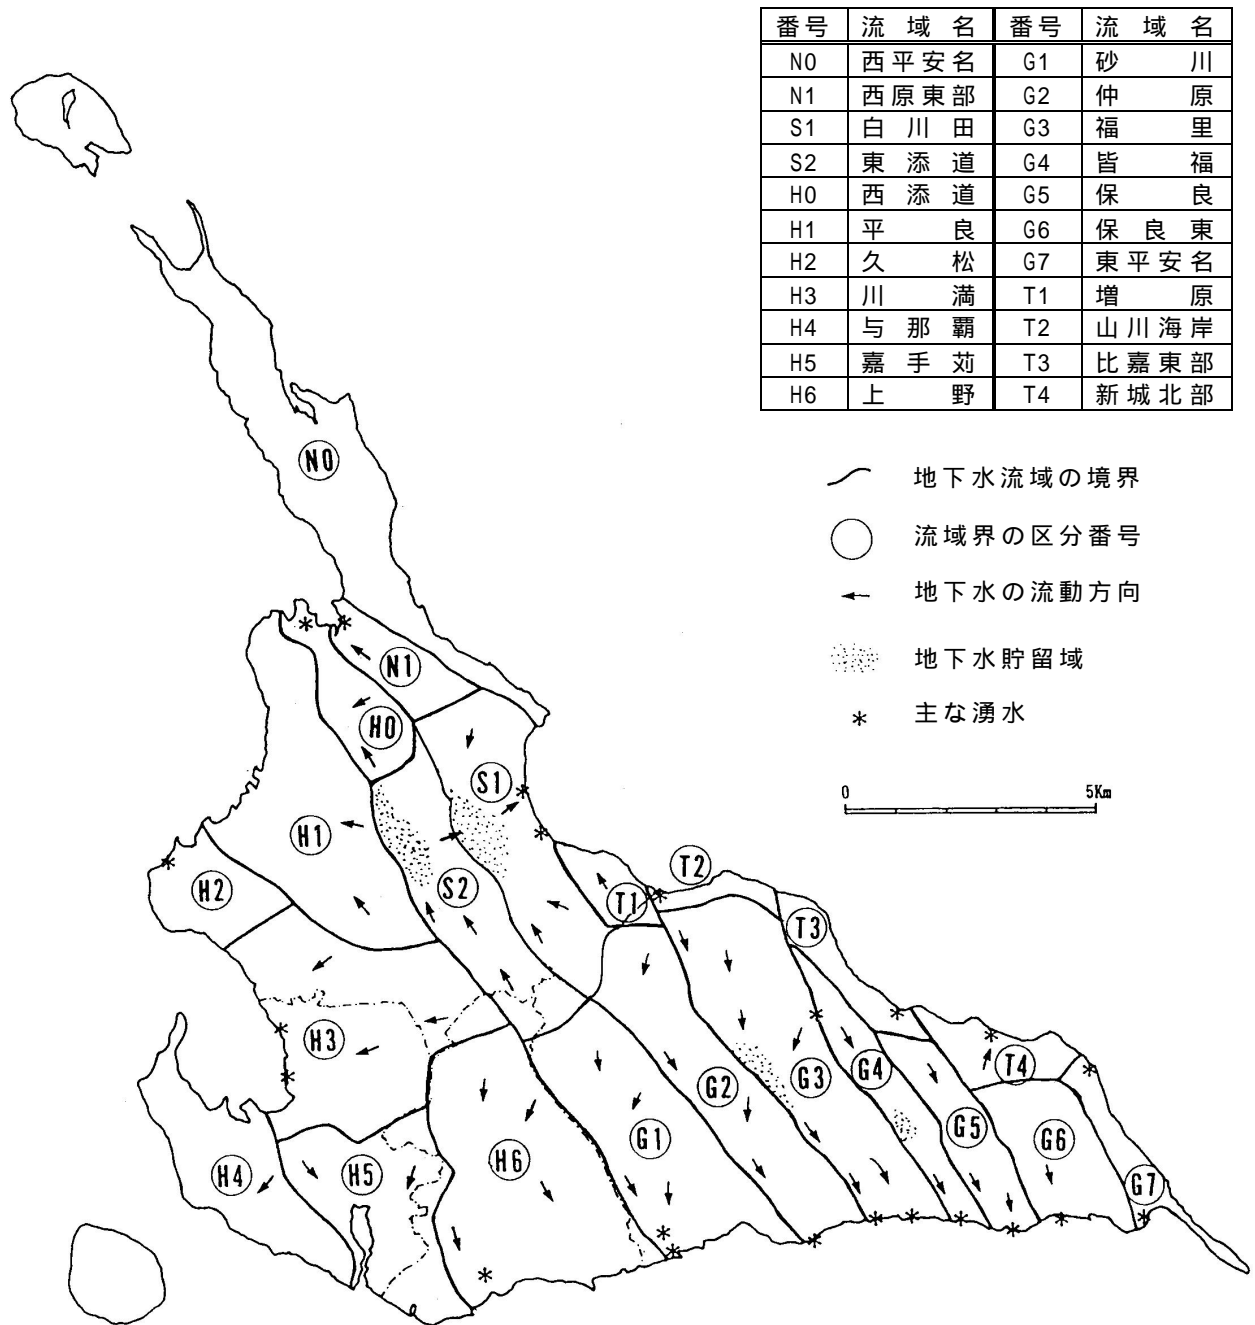 番号 流域名 番号 流域名
N0 西平安名 G1 砂川
N1 西原東部 G2 仲原
S1 白川田 G3 福里
S2 東添道 G4 皆福
H0 西添道 G5 保良
H1 平良 G6 保良東
H2 久松 G7 東平安名
H3 川満 T1 増原
H4 与那覇 T2 山川海岸
H5 嘉手苅 T3 比嘉東部
H6 上野 T4 新城北部
地下水流域の境界
流域界の区分番号
地下水の流動方向
地下水貯留域
主な湧水
0 5Km
N0
N1
H0
S1
H1
T2
H2
S2
T1
T3
H3
T4
G4
G3
G2
G5
G1
G6
H6
H4
H5
G7